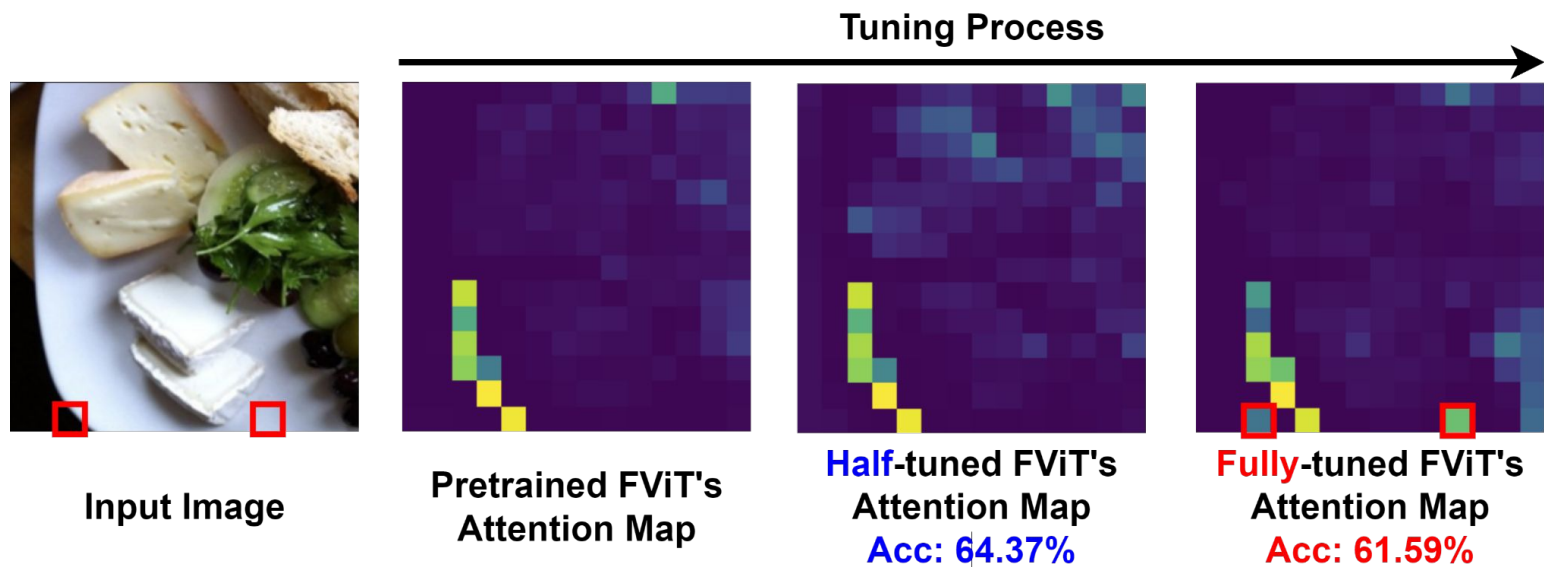 Tuning Process
Input Image
Pretrained FViT's
Attention Map
Half-tuned FViT's
Attention Map
Acc: 64.37%
Fully-tuned FViT's
Attention Map
Acc: 61.59%